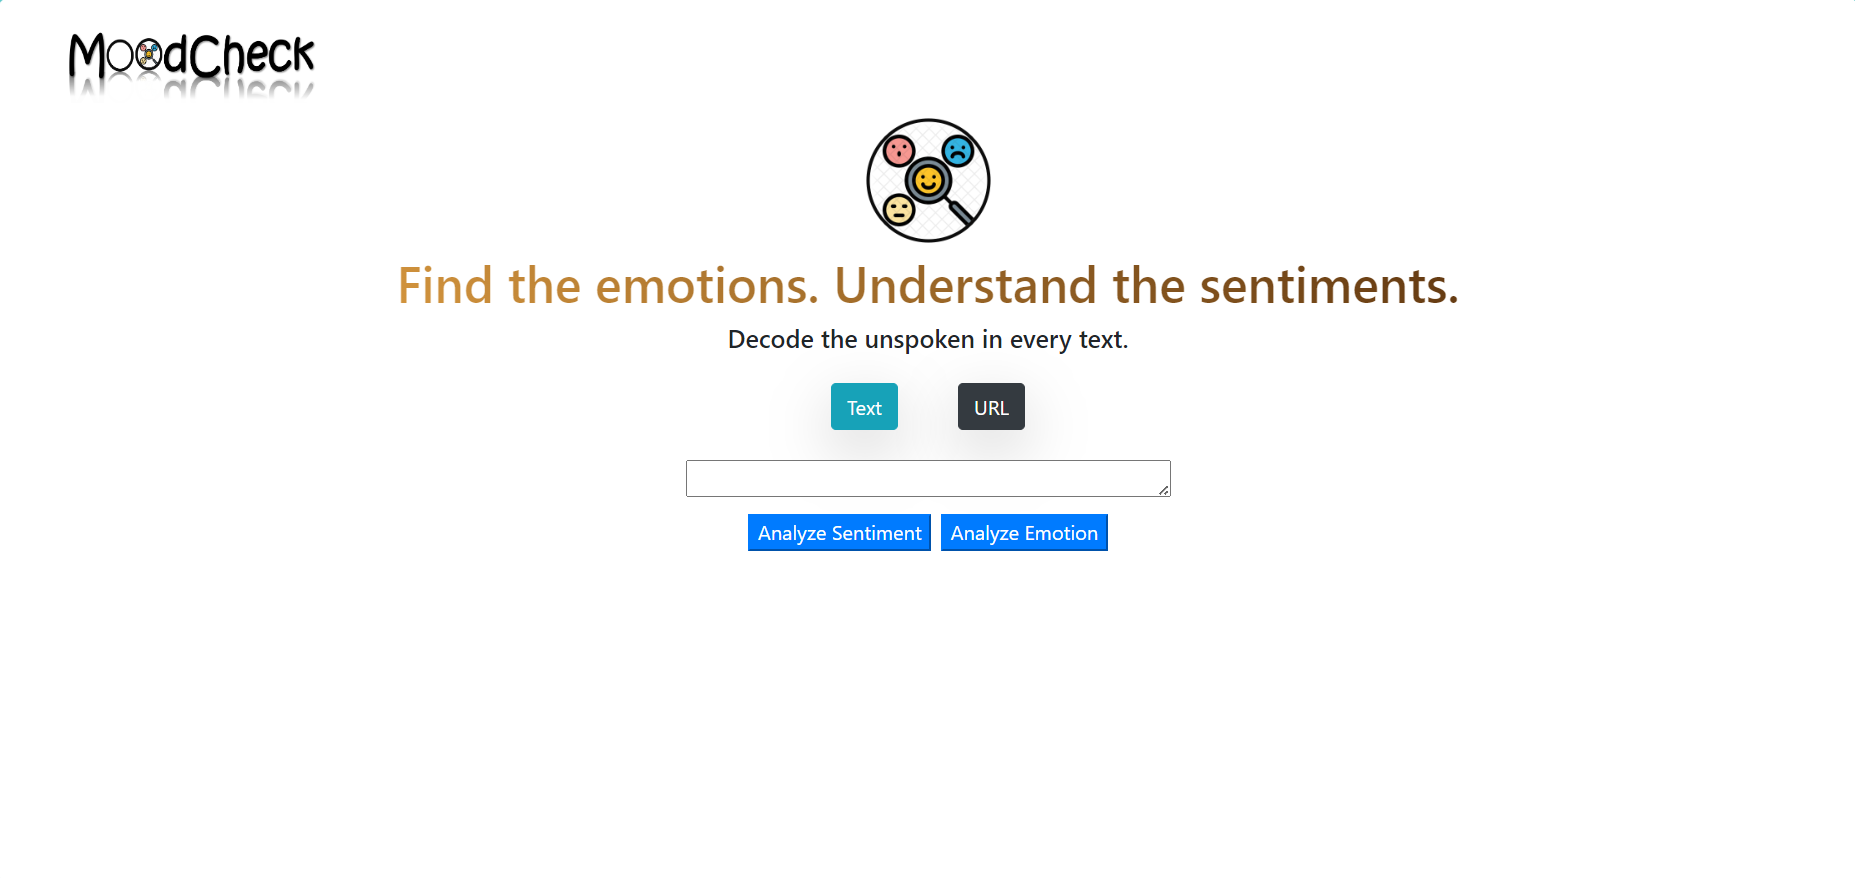 MoodCheck
Find the emotions. Understand the sentiments.
Decode the unspoken in every text.
Text URL
Analyze Sentiment Analyze Emotion